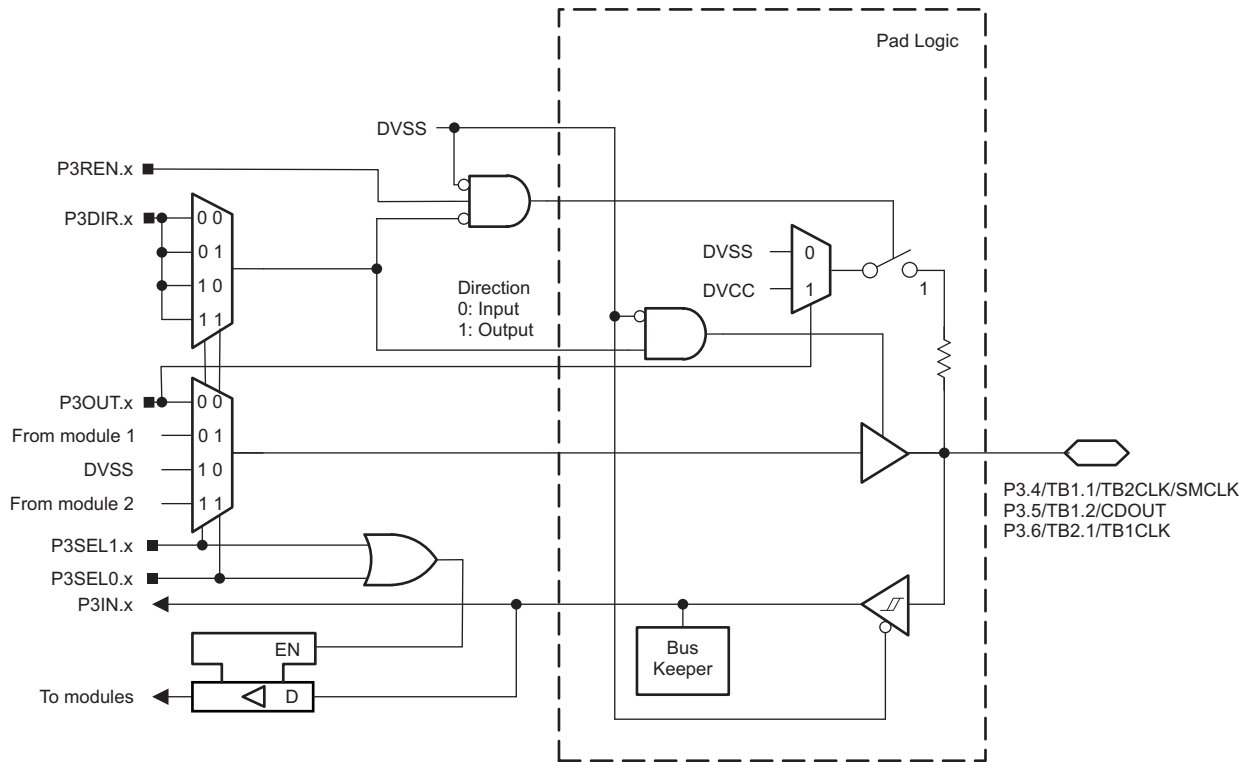 Pad Logic
DVSS
P3REN.x
P3DIR.x
0 0
0 1
1 0
1 1
Direction
0: Input
1: Output
DVSS
0
DVCC
1
1
P3OUT.x
0 0
From module 1
0 1
DVSS
1 0
From module 2
1 1
P3.4/TB1.1/TB2CLK/SMCLK
P3.5/TB1.2/CDOUT
P3.6/TB2.1/TB1CLK
P3SEL1.x
P3SEL0.x
P3IN.x
EN
Bus
Keeper
To modules
D